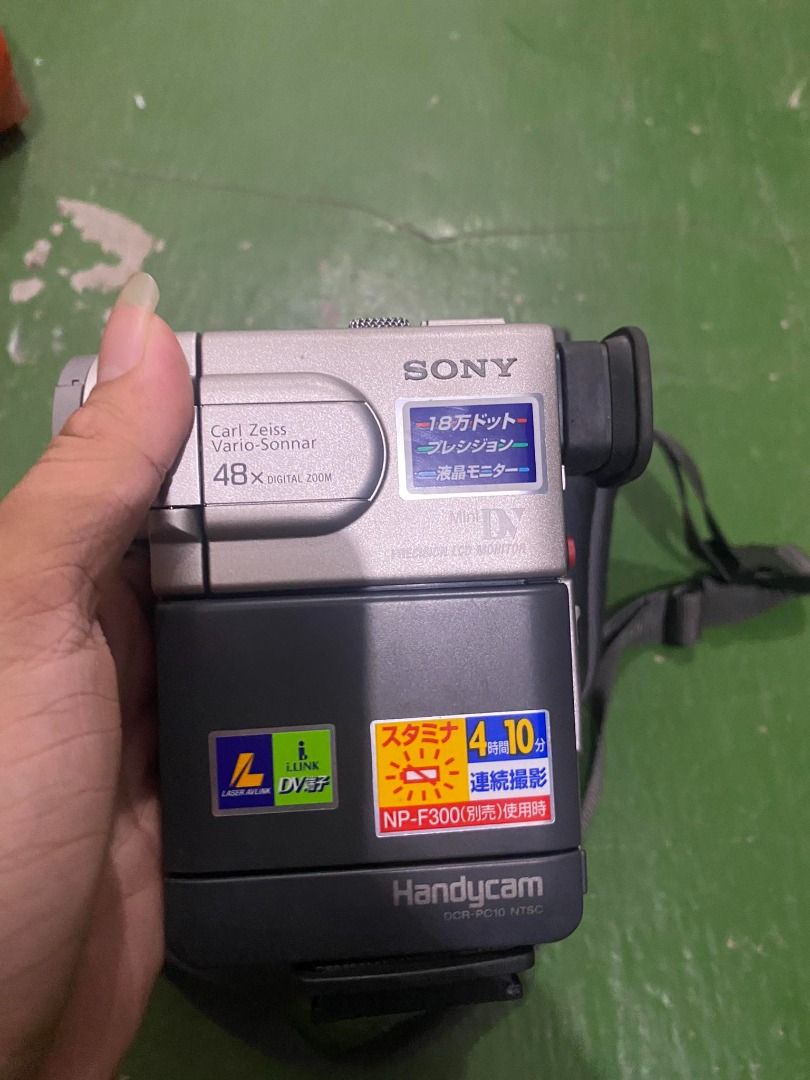 SONY
Carl Zeiss
Vario-Sonnar
48x DIGITAL ZOOM
18万ドット
プレシジョン
液晶モニター
Mini DV
PRECISION LCD MONITOR
LASER AVLINK
i.LINK
DV端子
スタミナ
4時間10分
連続撮影
NP-F300(別売)使用時
Handycam
DCR-PC10 NTSC